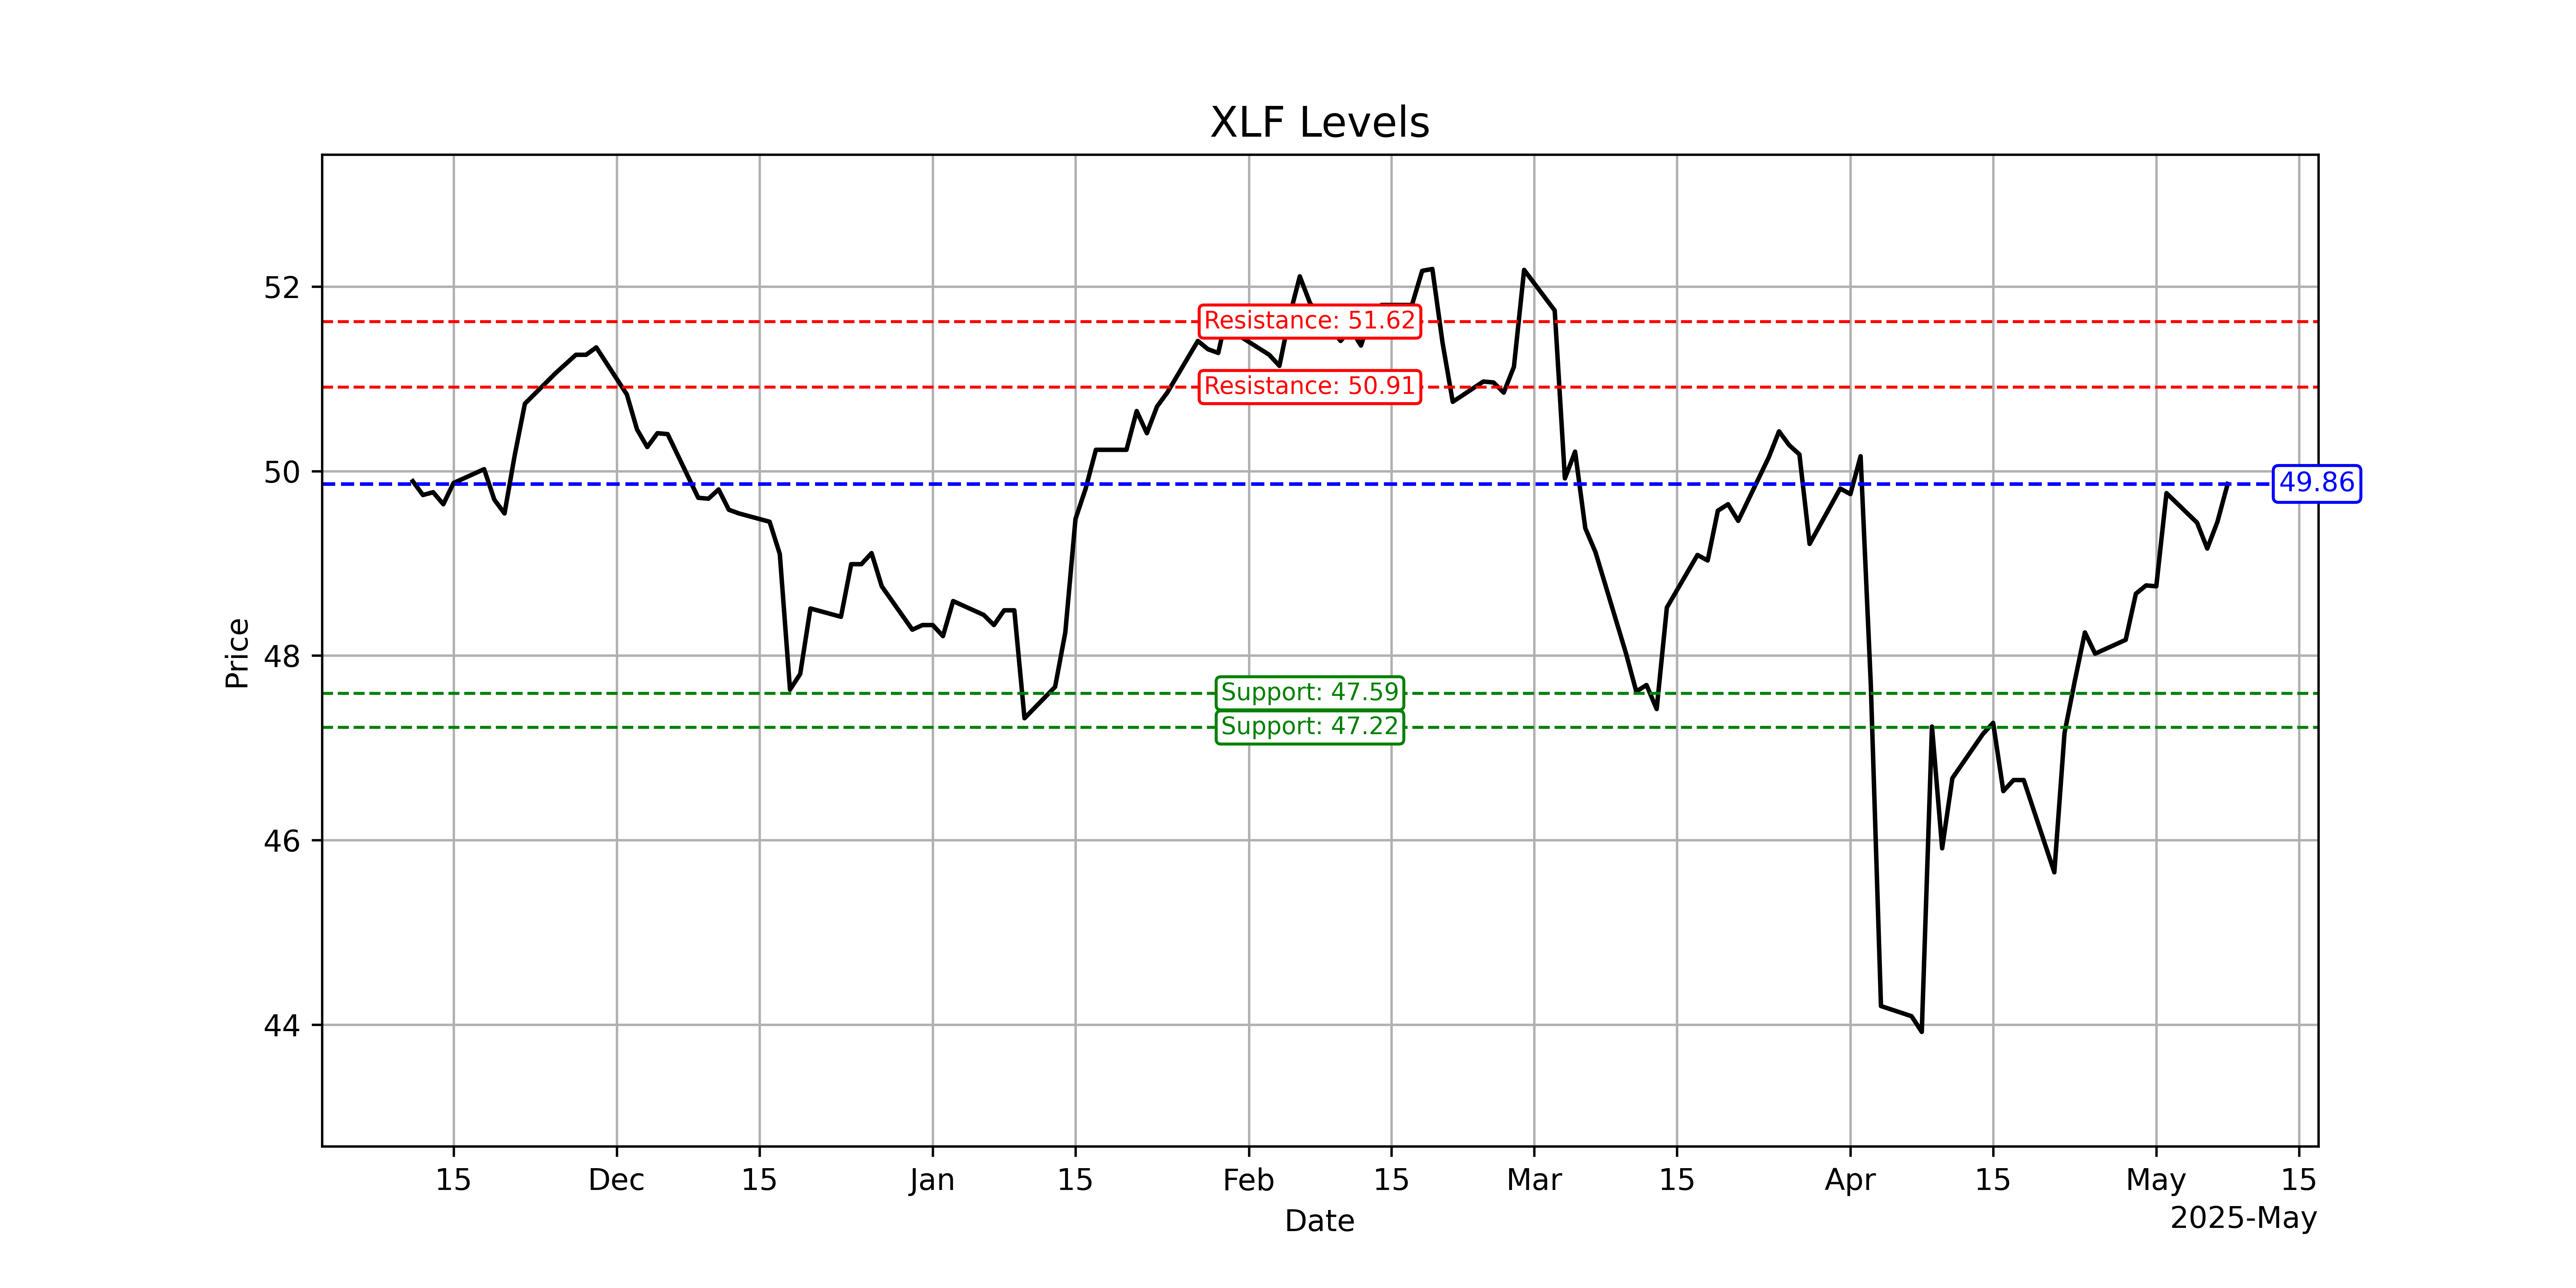 XLF Levels
52
Resistance: 51.62
Resistance: 50.91
50
49.86
Price
48
Support: 47.59
Support: 47.22
46
44
15 Dec 15 Jan 15 Feb 15 Mar 15 Apr 15 May 15
Date
2025-May